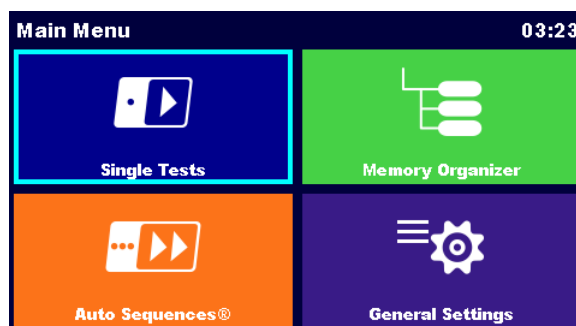 Main Menu 03:23
Single Tests
Memory Organizer
Auto Sequences®
General Settings